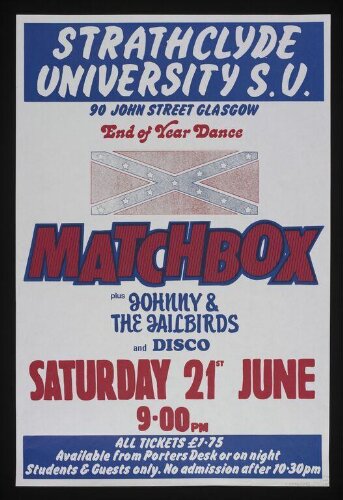 STRATHCLYDE
UNIVERSITY S.U.
90 JOHN STREET GLASGOW
End of Year Dance
MATCHBOX
plus JOHNNY &
THE JAILBIRDS
and DISCO
SATURDAY 21ST JUNE
9·00 PM
ALL TICKETS £1·75
Available from Porters Desk or on night
Students & Guests only. No admission after 10·30pm